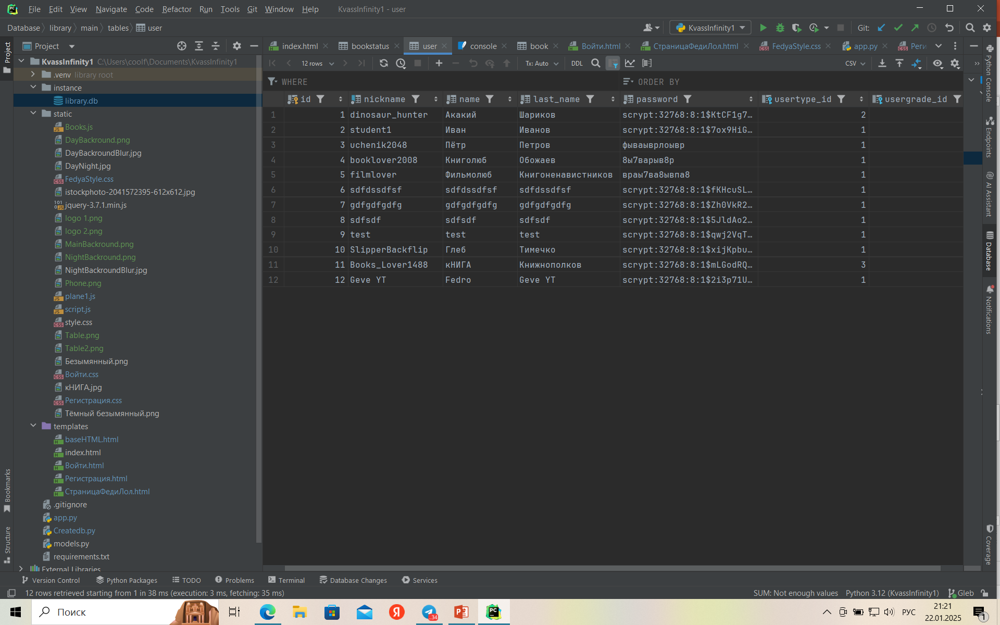 File Edit View Navigate Code Refactor Run Tools Git Window Help KvassInfinity1 - user
Database library main tables user
KvassInfinity1
Git:
Project
index.html
bookstatus
user
console
book
Войти.html
СтраницаФедиЛол.html
FedyaStyle.css
app.py
Реги
12 rows
Tx: Auto
DDL
CSV
WHERE
ORDER BY
id nickname name last_name password usertype_id usergrade_id
1 1 dinosaur_hunter Акакий Шариков scrypt:32768:8:1$KtCF1g7… 2
2 2 student1 Иван Иванов scrypt:32768:8:1$7ox9HiG… 1
3 3 uchenik2048 Пётр Петров фываыврлоывр 1
4 4 booklover2008 Книголюб Обожаев 8ы7варыв8р 1
5 5 filmlover Фильмолюб Книгоненавистников враы7ва8ывпа8 1
6 6 sdfdssdfsf sdfdssdfsf sdfdssdfsf scrypt:32768:8:1$fKHcuSL… 1
7 7 gdfgdfgdfg gdfgdfgdfg gdfgdfgdfg scrypt:32768:8:1$Zh0VkR2… 1
8 8 sdfsdf sdfsdf sdfsdf scrypt:32768:8:1$5JldAo2… 1
9 9 test test test scrypt:32768:8:1$qwj2VqT… 1
10 10 SlipperBackflip Глеб Тимечко scrypt:32768:8:1$xijKpbu… 1
11 11 Books_Lover1488 кНИГА Книжнополков scrypt:32768:8:1$mLGodRQ… 3
12 12 Geve YT Fedro Geve YT scrypt:32768:8:1$2i3p71U… 1
Project
Bookmarks
Structure
KvassInfinity1 C:\Users\coolf\Documents\KvassInfinity1
.venv library root
instance
library.db
static
Books.js
DayBackround.png
DayBackroundBlur.jpg
DayNight.jpg
FedyaStyle.css
istockphoto-2041572395-612x612.jpg
jquery-3.7.1.min.js
logo 1.png
logo 2.png
MainBackround.png
NightBackround.png
NightBackroundBlur.jpg
Phone.png
plane1.js
script.js
style.css
Table.png
Table2.png
Безымянный.png
Войти.css
кНИГА.jpg
Регистрация.css
Тёмный безымянный.png
templates
baseHTML.html
index.html
Войти.html
Регистрация.html
СтраницаФедиЛол.html
.gitignore
app.py
Createdb.py
models.py
requirements.txt
External Libraries
Python Console
Endpoints
AI Assistant
Database
Notifications
Coverage
Version Control Python Packages TODO Problems Terminal Database Changes Services
12 rows retrieved starting from 1 in 38 ms (execution: 3 ms, fetching: 35 ms)
SUM: Not enough values Python 3.12 (KvassInfinity1) Gleb
Поиск
Я
..34
P
PC
РУС
21:21
22.01.2025
1